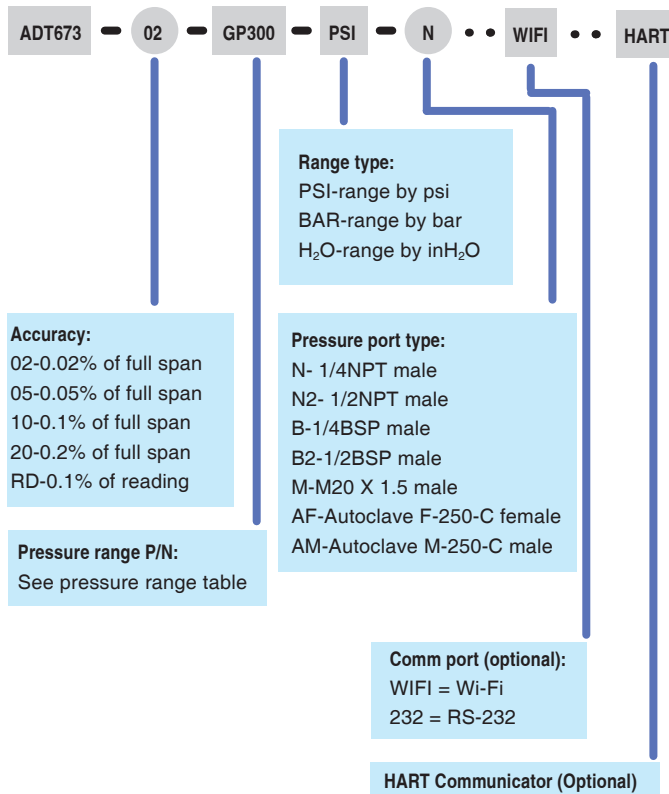 ADT673 – 02 – GP300 – PSI – N •• WIFI •• HART
Range type:
PSI-range by psi
BAR-range by bar
H₂O-range by inH₂O
Accuracy:
02-0.02% of full span
05-0.05% of full span
10-0.1% of full span
20-0.2% of full span
RD-0.1% of reading
Pressure port type:
N- 1/4NPT male
N2- 1/2NPT male
B-1/4BSP male
B2-1/2BSP male
M-M20 X 1.5 male
AF-Autoclave F-250-C female
AM-Autoclave M-250-C male
Pressure range P/N:
See pressure range table
Comm port (optional):
WIFI = Wi-Fi
232 = RS-232
HART Communicator (Optional)